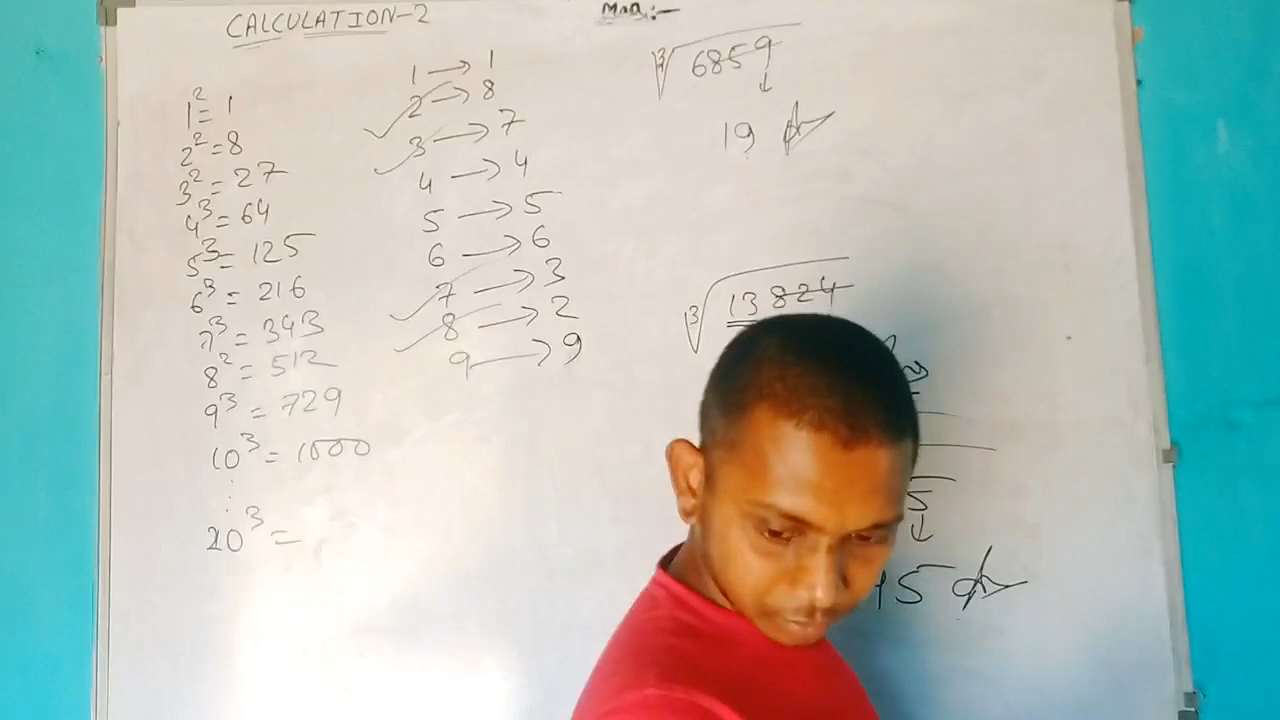 CALCULATION-2
1² = 1
2² = 8
3² = 27
4³ = 64
5³ = 125
6³ = 216
7³ = 343
8² = 512
9³ = 729
10³ = 1000
⋮
20³ =
1 → 1
2 → 8
3 → 7
4 → 4
5 → 5
6 → 6
7 → 3
8 → 2
9 → 9
∛6859
↓
19
∛13824
5
↓
15